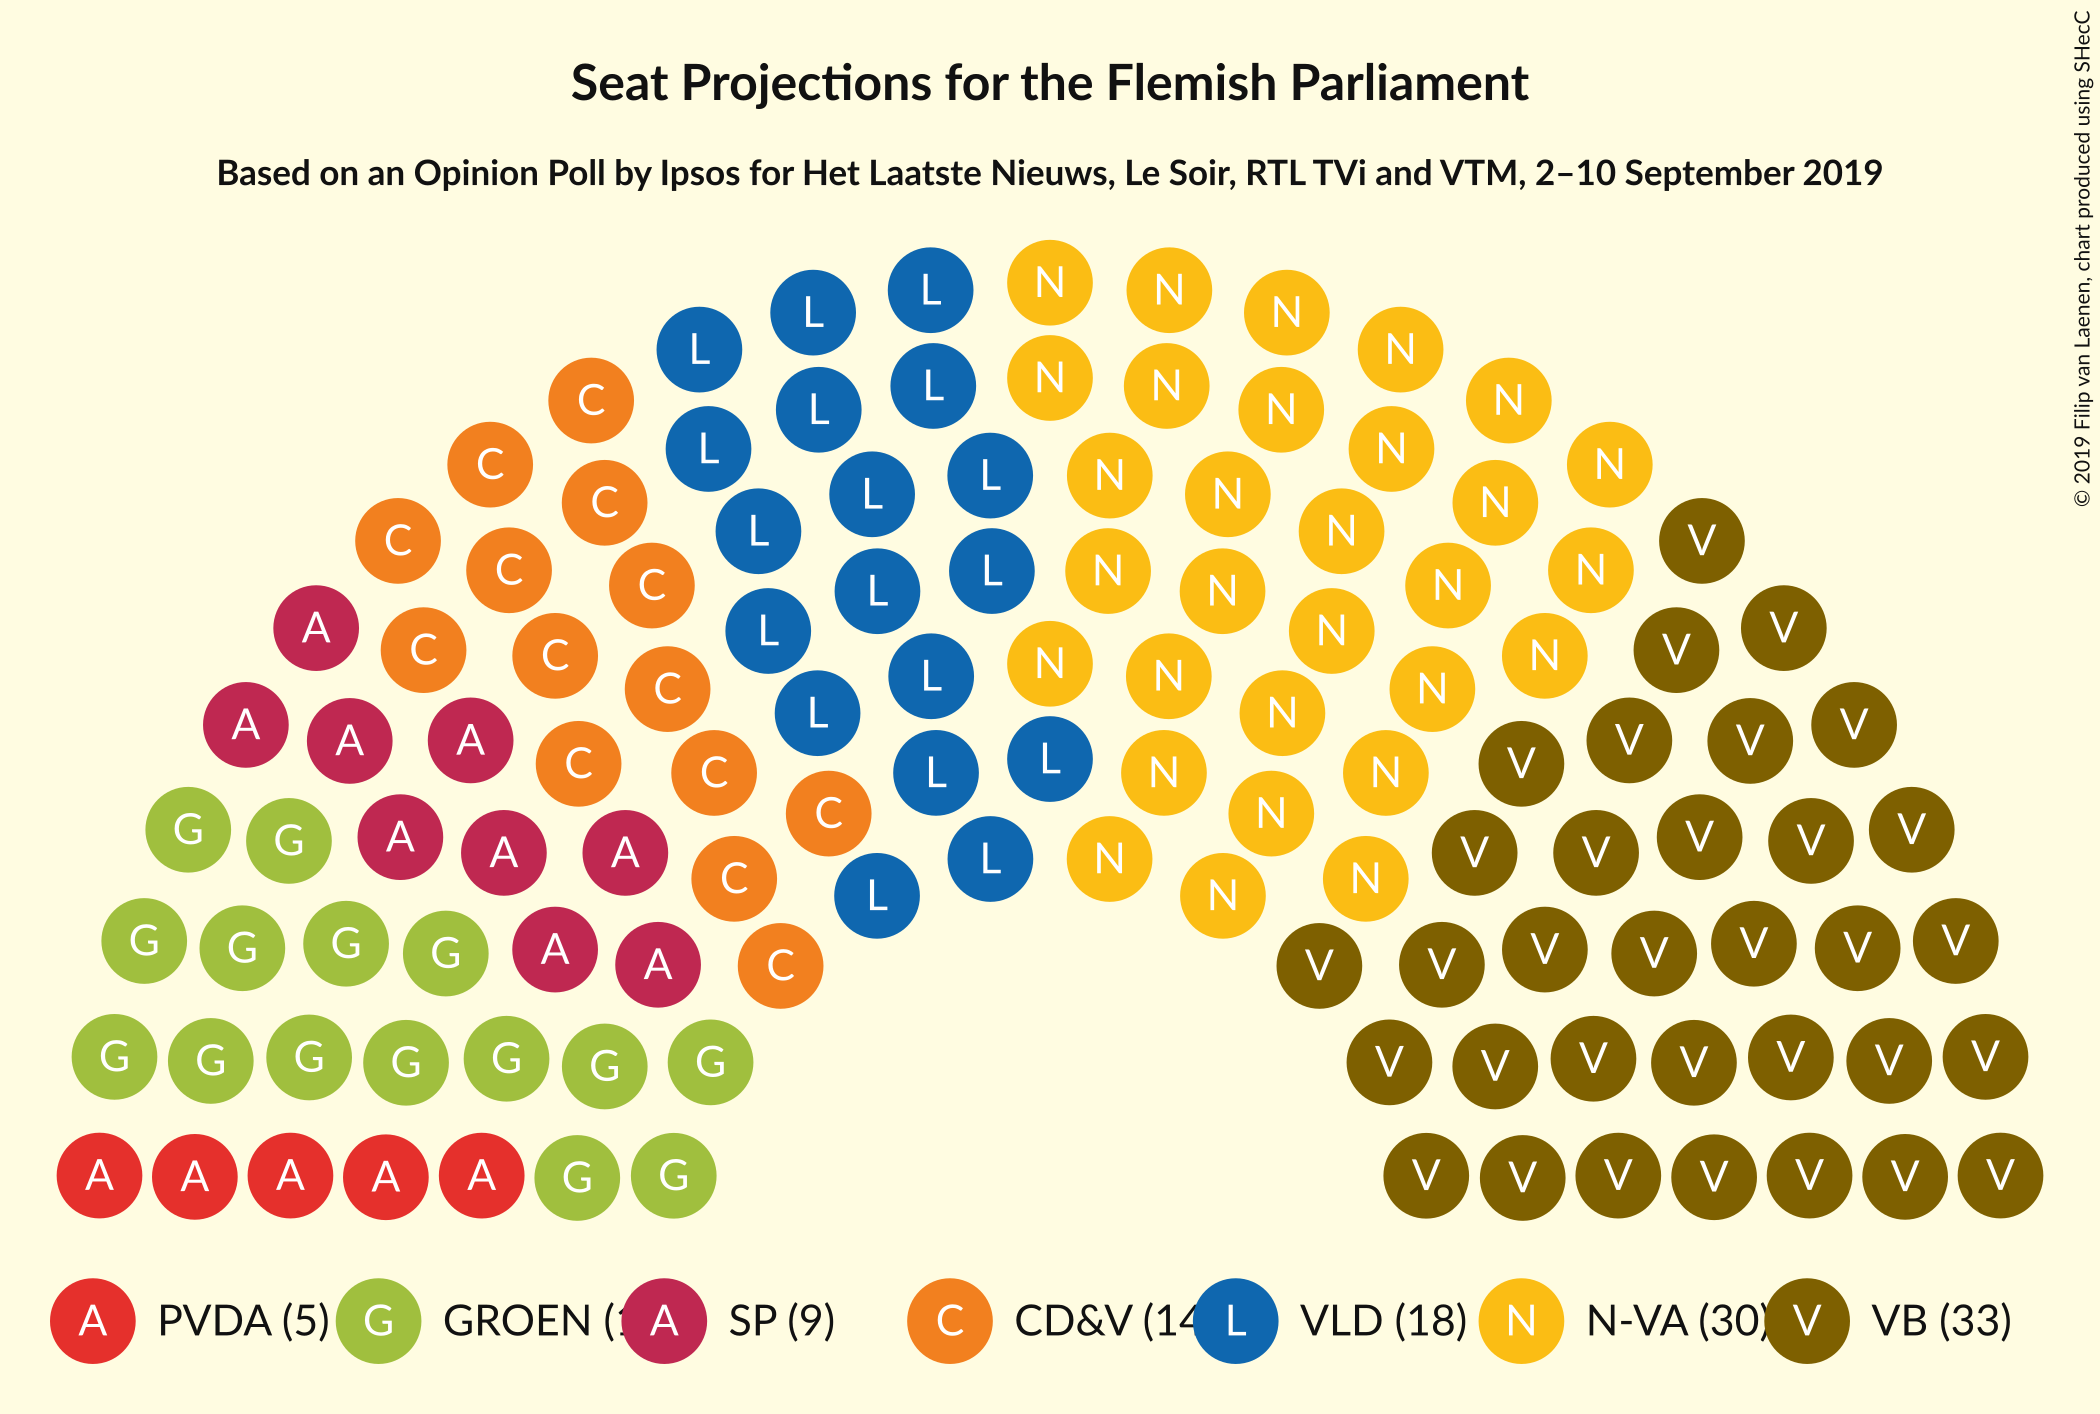 Seat Projections for the Flemish Parliament
Based on an Opinion Poll by Ipsos for Het Laatste Nieuws, Le Soir, RTL TVi and VTM, 2–10 September 2019
© 2019 Filip van Laenen, chart produced using SHecC
L L N N N
L N
C L L N N N N
C L L L N N N N
C C L N N V
C C L L N N N N
A C C L N N N V V
C L N N
A A A C C L L L N N N V V V V
G G A A A C L N N V V V V V
C L N N
G G G G A A C V V V V V V V
G G G G G G G V V V V V V V
A A A A A G G V V V V V V V
A PVDA (5) G GROEN A SP (9) C CD&V (14 L VLD (18) N N-VA (30) V VB (33)